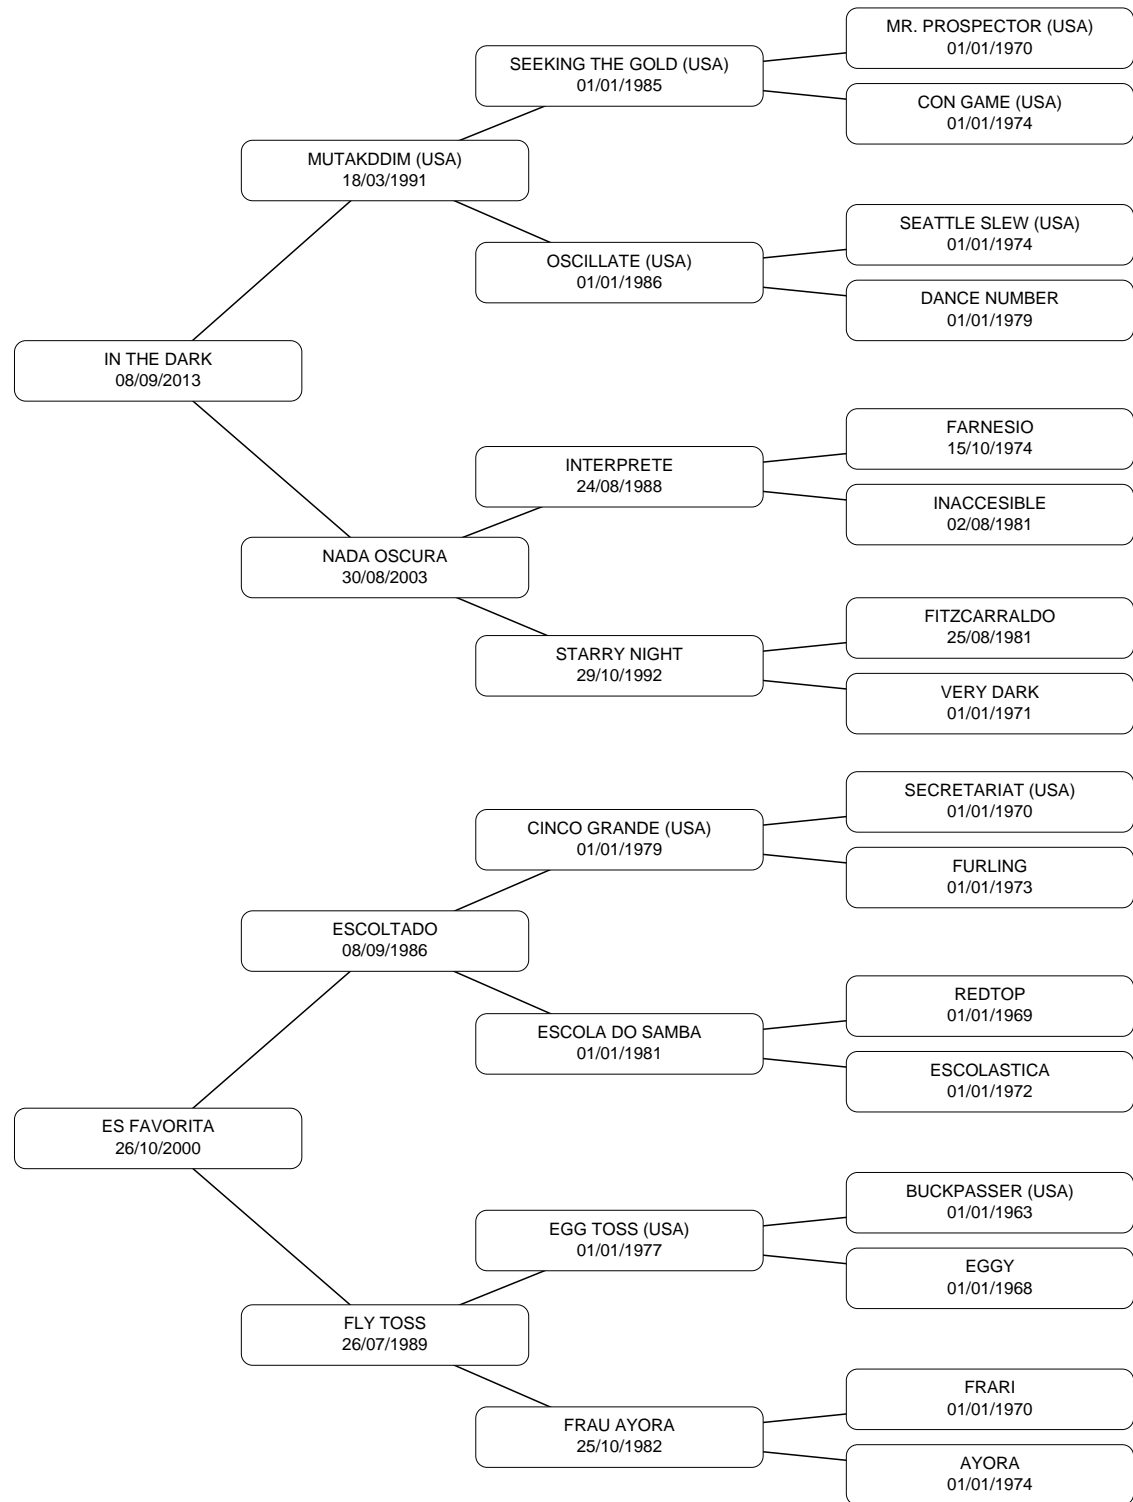 MR. PROSPECTOR (USA)
01/01/1970
SEEKING THE GOLD (USA)
01/01/1985
CON GAME (USA)
01/01/1974
MUTAKDDIM (USA)
18/03/1991
SEATTLE SLEW (USA)
01/01/1974
OSCILLATE (USA)
01/01/1986
DANCE NUMBER
01/01/1979
IN THE DARK
08/09/2013
FARNESIO
15/10/1974
INTERPRETE
24/08/1988
INACCESIBLE
02/08/1981
NADA OSCURA
30/08/2003
FITZCARRALDO
25/08/1981
STARRY NIGHT
29/10/1992
VERY DARK
01/01/1971
SECRETARIAT (USA)
01/01/1970
CINCO GRANDE (USA)
01/01/1979
FURLING
01/01/1973
ESCOLTADO
08/09/1986
REDTOP
01/01/1969
ESCOLA DO SAMBA
01/01/1981
ESCOLASTICA
01/01/1972
ES FAVORITA
26/10/2000
BUCKPASSER (USA)
01/01/1963
EGG TOSS (USA)
01/01/1977
EGGY
01/01/1968
FLY TOSS
26/07/1989
FRARI
01/01/1970
FRAU AYORA
25/10/1982
AYORA
01/01/1974